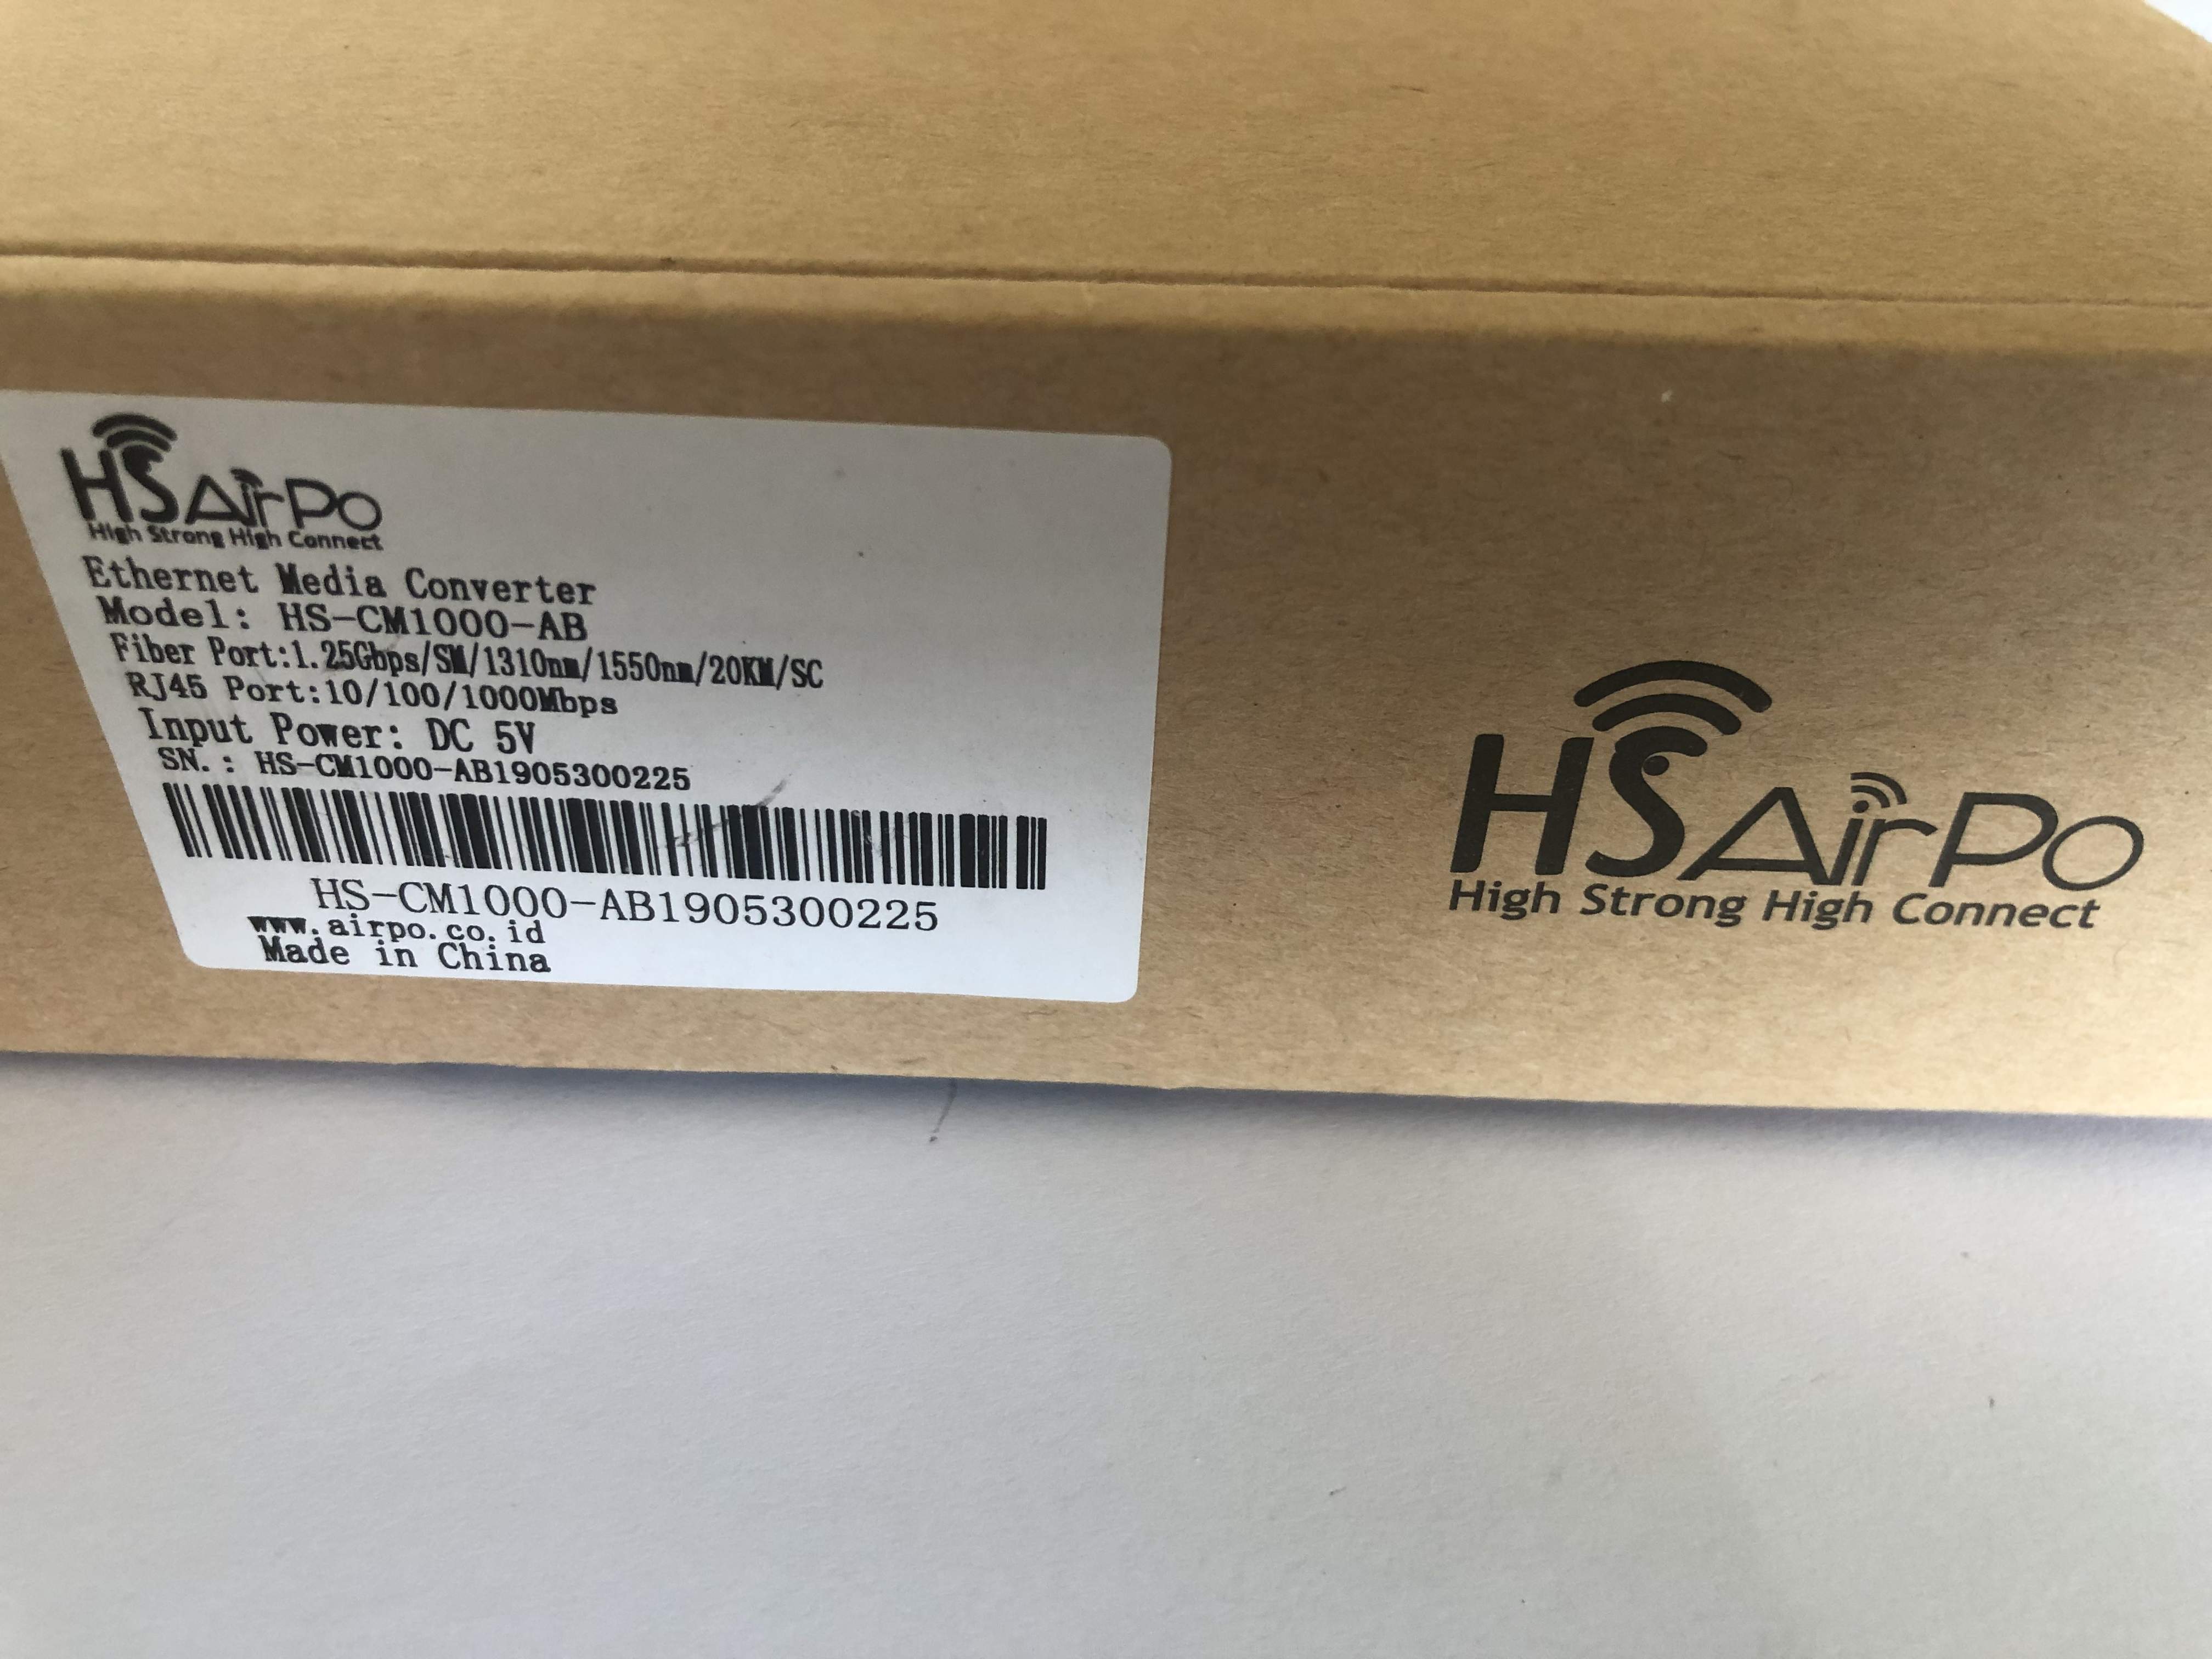 HSAirPo
High Strong High Connect
Ethernet Media Converter
Model: HS-CM1000-AB
Fiber Port:1.25Gbps/SM/1310nm/1550nm/20KM/SC
RJ45 Port:10/100/1000Mbps
Input Power: DC 5V
SN.: HS-CM1000-AB1905300225
HS-CM1000-AB1905300225
www.airpo.co.id
Made in China
HSAirPo
High Strong High Connect